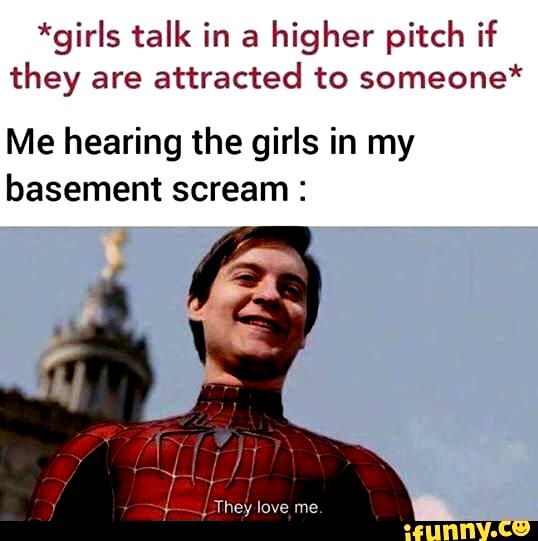 *girls talk in a higher pitch if
they are attracted to someone*
Me hearing the girls in my
basement scream :
They love me.
ifunny.co